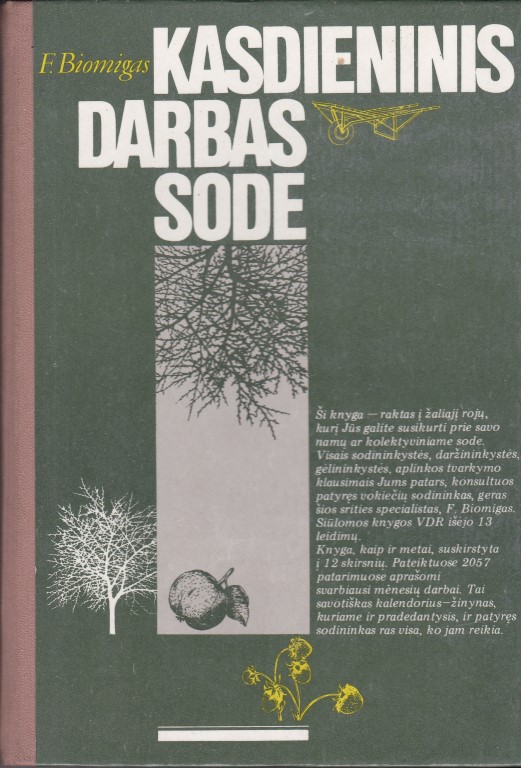 F. Biomigas KASDIENINIS
DARBAS
SODE
Ši knyga — raktas į žaliąjį rojų,
kurį Jūs galite susikurti prie savo
namų ar kolektyviniame sode.
Visais sodininkystės, daržininkystės,
gėlininkystės, aplinkos tvarkymo
klausimais Jums patars, konsultuos
patyręs vokiečių sodininkas, geras
šios srities specialistas, F. Biomigas.
Siūlomos knygos VDR išėjo 13
leidimų.
Knyga, kaip ir metai, suskirstyta
į 12 skirsnių. Pateiktuose 2057
patarimuose aprašomi
svarbiausi mėnesių darbai. Tai
savotiškas kalendorius—žinynas,
kuriame ir pradedantysis, ir patyręs
sodininkas ras visa, ko jam reikia.